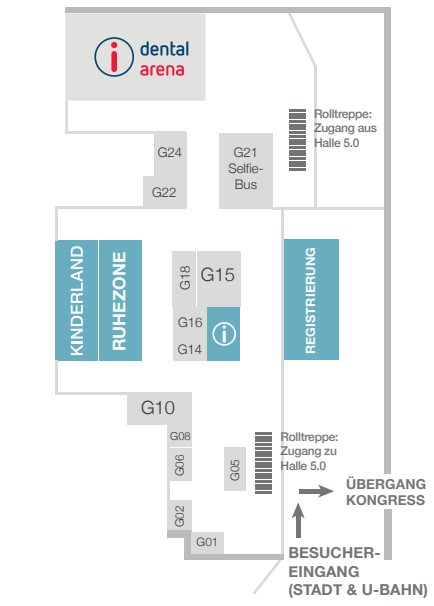 i dental
arena
Rolltreppe:
Zugang aus
Halle 5.0
G24
G21
Selfie-
Bus
G22
KINDERLAND
RUHEZONE
G18
G15
REGISTRIERUNG
G16
i
G14
G10
G08
G06
G05
Rolltreppe:
Zugang zu
Halle 5.0
ÜBERGANG
KONGRESS
G02
G01
BESUCHER-
EINGANG
(STADT & U-BAHN)